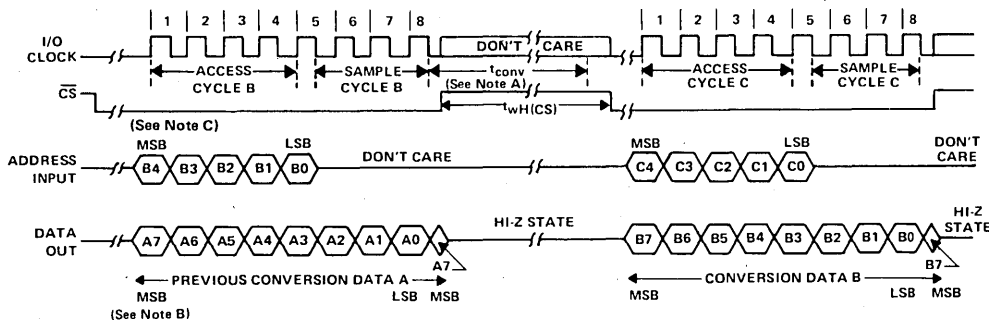 1 2 3 4 5 6 7 8 1 2 3 4 5 6 7 8
I/O CLOCK
DON'T CARE
ACCESS CYCLE B
SAMPLE CYCLE B
tconv
(See Note A)
ACCESS CYCLE C
SAMPLE CYCLE C
CS
twH(CS)
(See Note C)
MSB LSB MSB LSB
ADDRESS INPUT
B4 B3 B2 B1 B0 DON'T CARE C4 C3 C2 C1 C0 DON'T CARE
DATA OUT
A7 A6 A5 A4 A3 A2 A1 A0 A7 HI-Z STATE B7 B6 B5 B4 B3 B2 B1 B0 B7 HI-Z STATE
PREVIOUS CONVERSION DATA A
CONVERSION DATA B
MSB LSB MSB MSB LSB MSB
(See Note B)